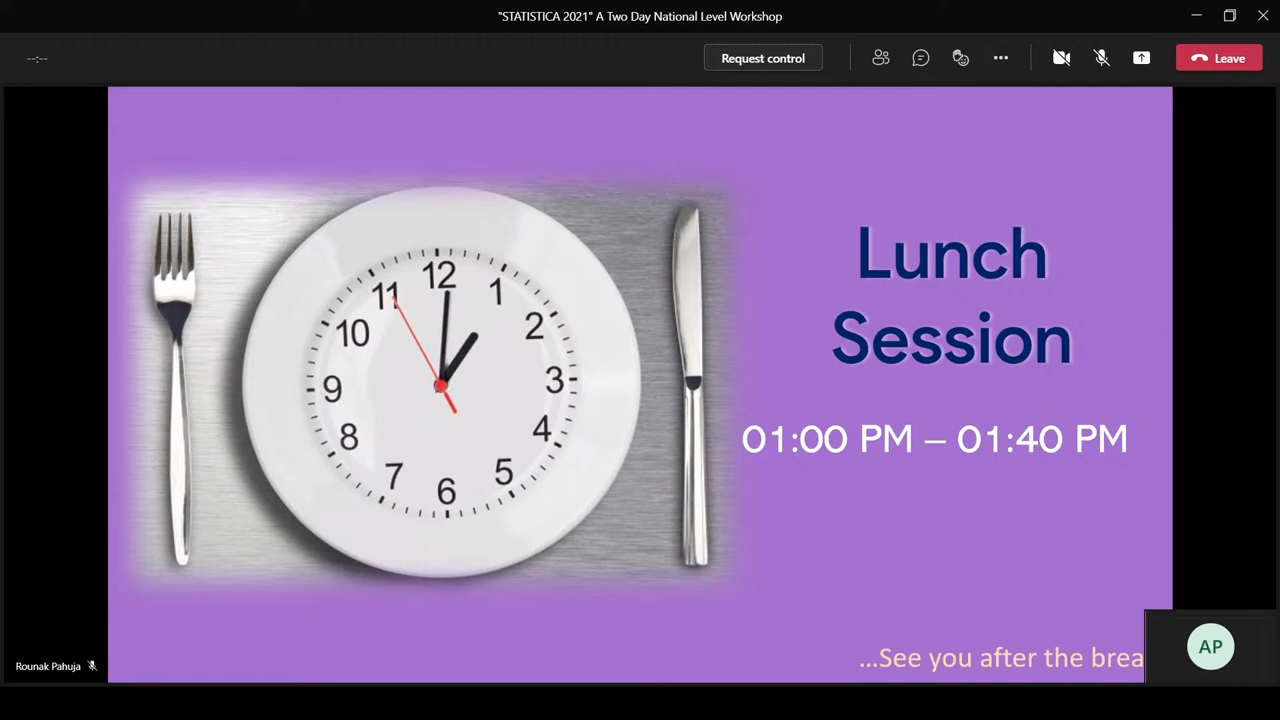 "STATISTICA 2021" A Two Day National Level Workshop
--:--
Request control
Leave
12
11
1
10
2
9
3
8
4
7
5
6
Lunch
Session
01:00 PM – 01:40 PM
...See you after the brea
AP
Rounak Pahuja